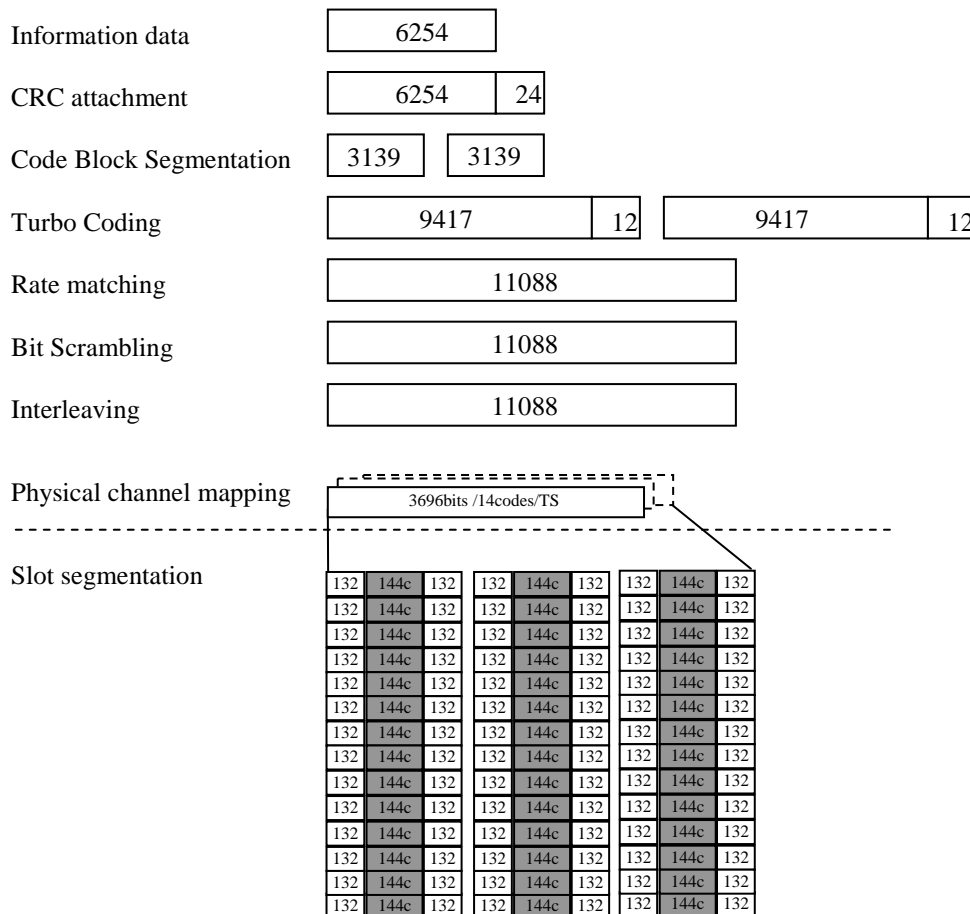 Information data 6254
CRC attachment 6254 24
Code Block Segmentation 3139 3139
Turbo Coding 9417 12 9417 12
Rate matching 11088
Bit Scrambling 11088
Interleaving 11088
Physical channel mapping 3696bits /14codes/TS
Slot segmentation
132 144c 132 132 144c 132 132 144c 132
132 144c 132 132 144c 132 132 144c 132
132 144c 132 132 144c 132 132 144c 132
132 144c 132 132 144c 132 132 144c 132
132 144c 132 132 144c 132 132 144c 132
132 144c 132 132 144c 132 132 144c 132
132 144c 132 132 144c 132 132 144c 132
132 144c 132 132 144c 132 132 144c 132
132 144c 132 132 144c 132 132 144c 132
132 144c 132 132 144c 132 132 144c 132
132 144c 132 132 144c 132 132 144c 132
132 144c 132 132 144c 132 132 144c 132
132 144c 132 132 144c 132 132 144c 132
132 144c 132 132 144c 132 132 144c 132